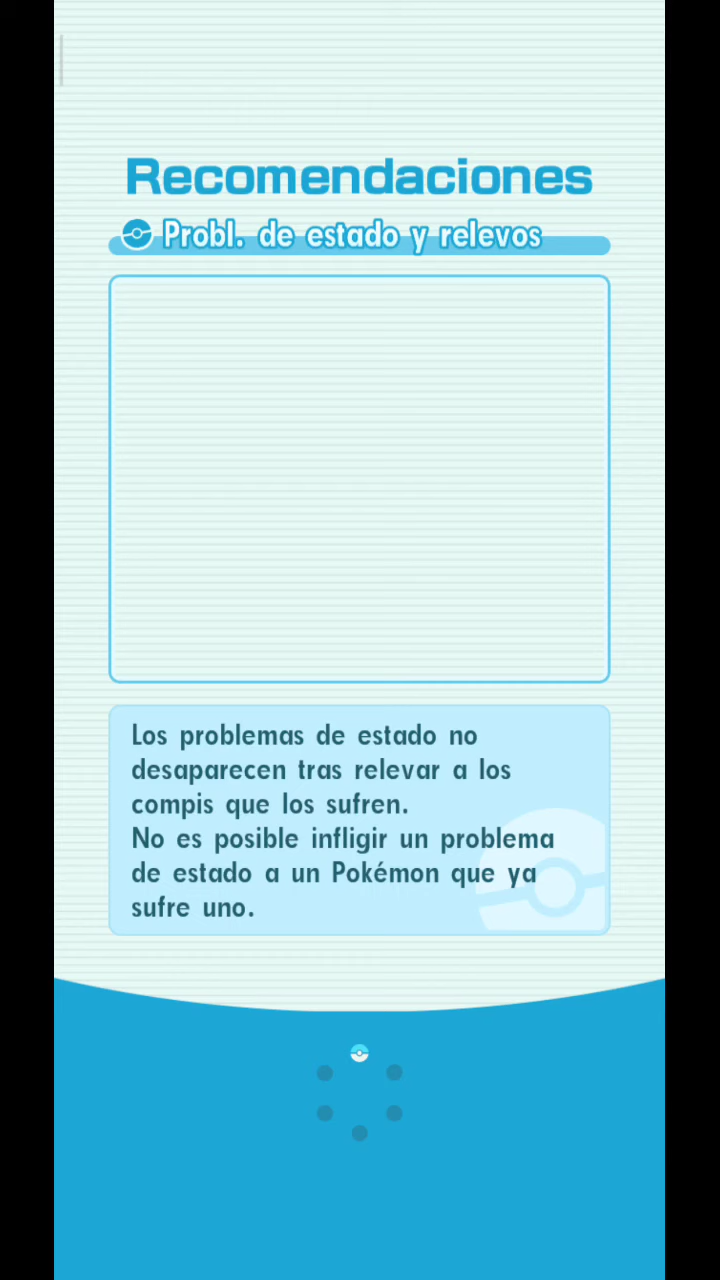 Recomendaciones
Probl. de estado y relevos
Los problemas de estado no
desaparecen tras relevar a los
compis que los sufren.
No es posible infligir un problema
de estado a un Pokémon que ya
sufre uno.